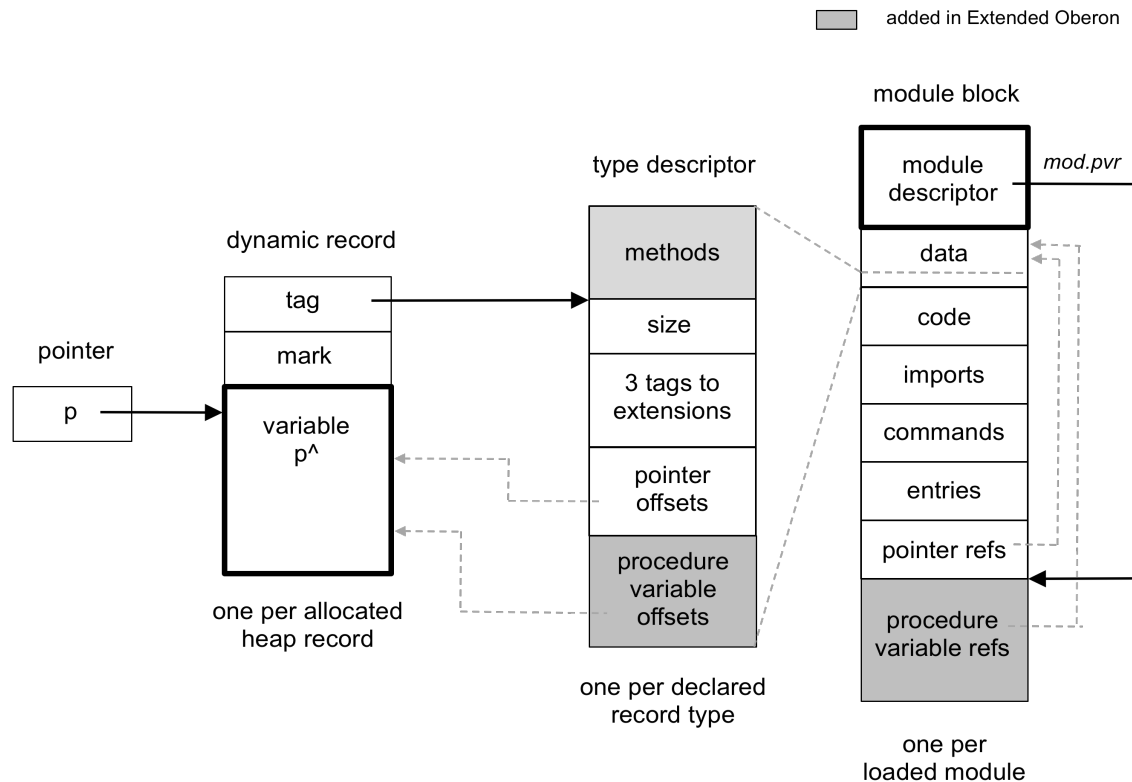 added in Extended Oberon
module block
module
descriptor
mod.pvr
type descriptor
data
dynamic record
methods
tag
code
size
pointer
mark
imports
3 tags to
extensions
p
variable
p^
commands
pointer
offsets
entries
pointer refs
procedure
variable
offsets
procedure
variable refs
one per allocated
heap record
one per declared
record type
one per
loaded module